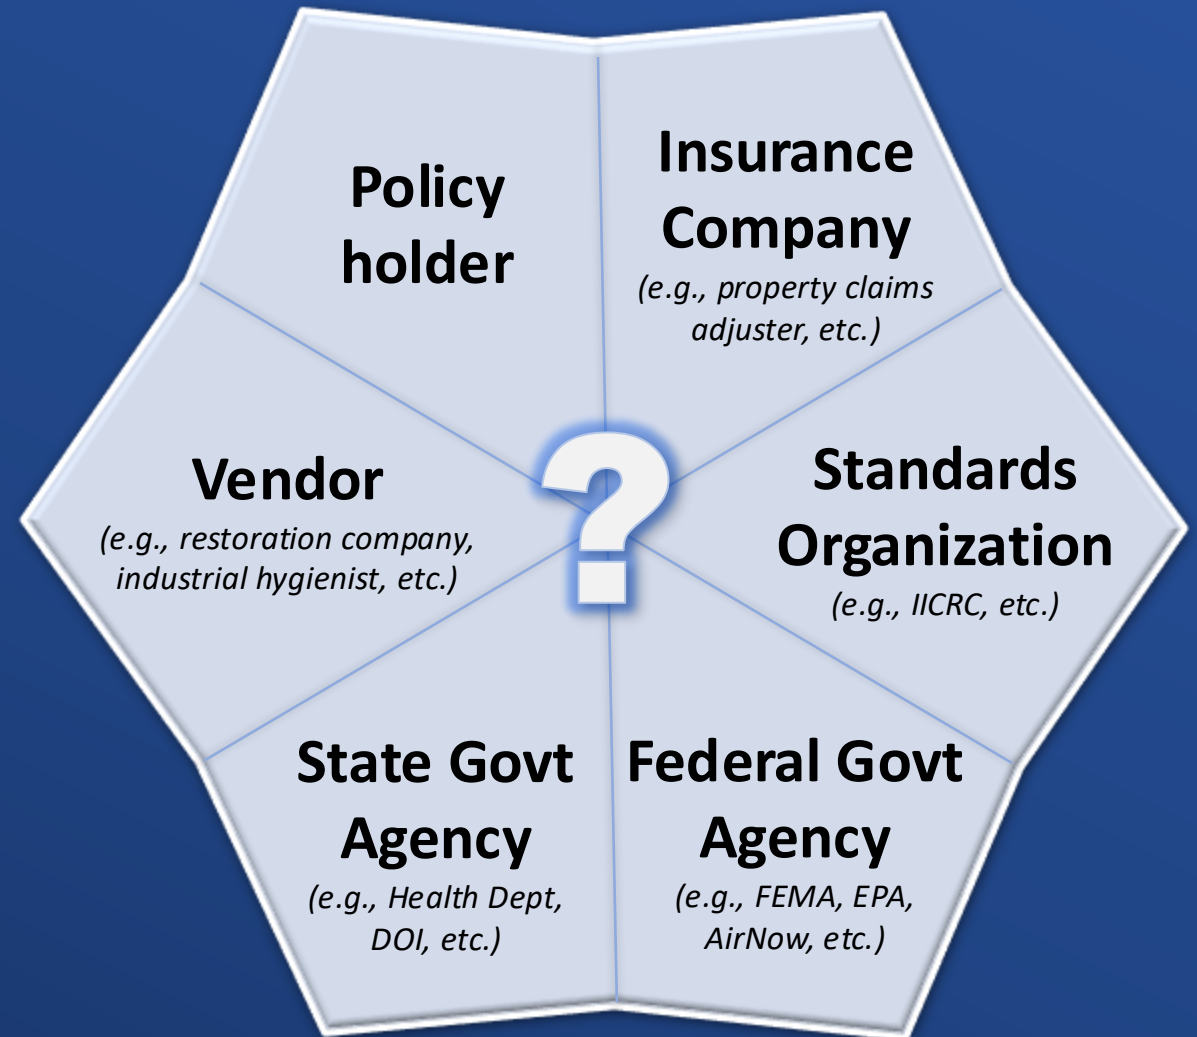 Policy
holder
Insurance
Company
(e.g., property claims
adjuster, etc.)
Vendor
(e.g., restoration company,
industrial hygienist, etc.)
?
Standards
Organization
(e.g., IICRC, etc.)
State Govt
Agency
(e.g., Health Dept,
DOI, etc.)
Federal Govt
Agency
(e.g., FEMA, EPA,
AirNow, etc.)